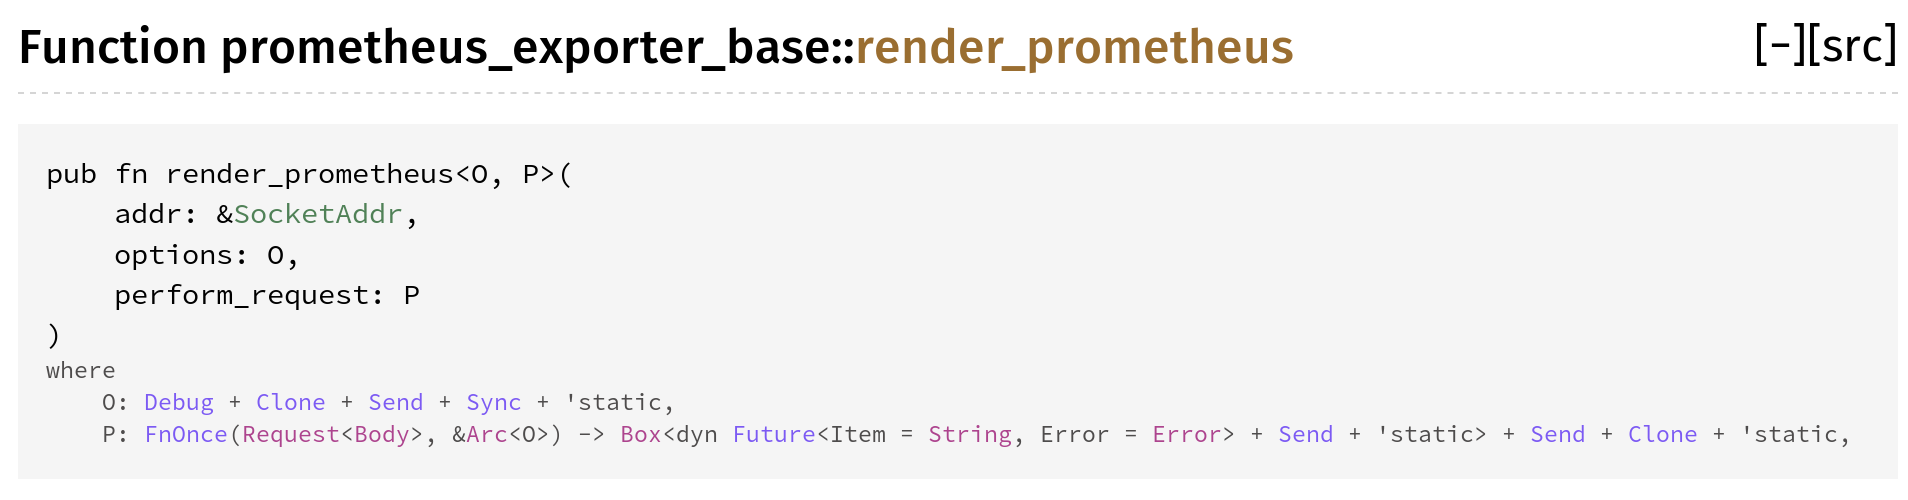 Function prometheus_exporter_base::render_prometheus [−][src]
pub fn render_prometheus<O, P>(
    addr: &SocketAddr,
    options: O,
    perform_request: P
)
where
    O: Debug + Clone + Send + Sync + 'static,
    P: FnOnce(Request<Body>, &Arc<O>) -> Box<dyn Future<Item = String, Error = Error> + Send + 'static> + Send + Clone + 'static,